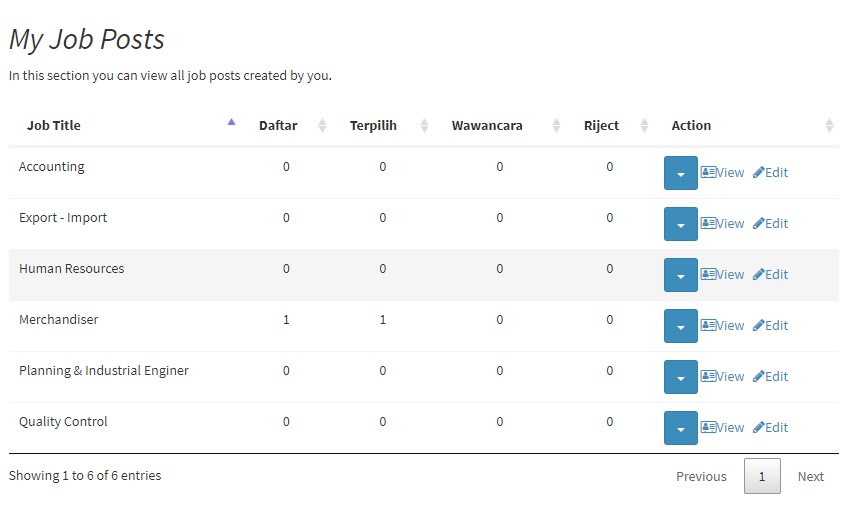 My Job Posts
In this section you can view all job posts created by you.
Job Title Daftar Terpilih Wawancara Riject Action
Accounting 0 0 0 0 View Edit
Export - Import 0 0 0 0 View Edit
Human Resources 0 0 0 0 View Edit
Merchandiser 1 1 0 0 View Edit
Planning & Industrial Enginer 0 0 0 0 View Edit
Quality Control 0 0 0 0 View Edit
Showing 1 to 6 of 6 entries Previous 1 Next